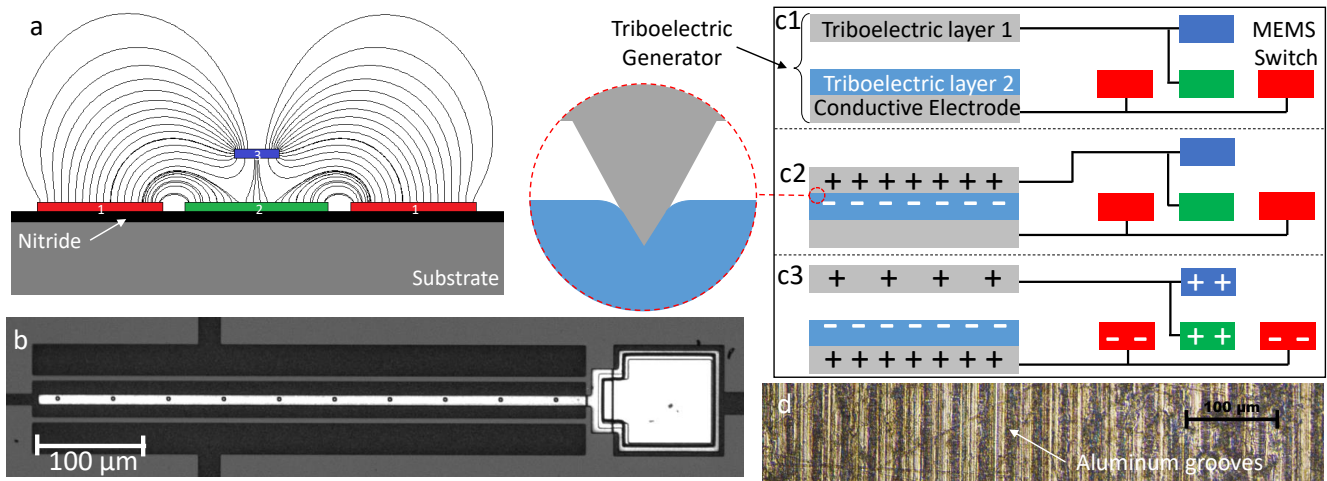 a
3
1
2
1
Nitride
Substrate
b
100 μm
Triboelectric
Generator
c1
Triboelectric layer 1
Triboelectric layer 2
Conductive Electrode
MEMS
Switch
c2
+ + + + + + +
- - - - - - -
c3
+ + + +
- - - - - - -
+ + + + + + +
+ +
- -
+ +
- -
d
100 μm
Aluminum grooves